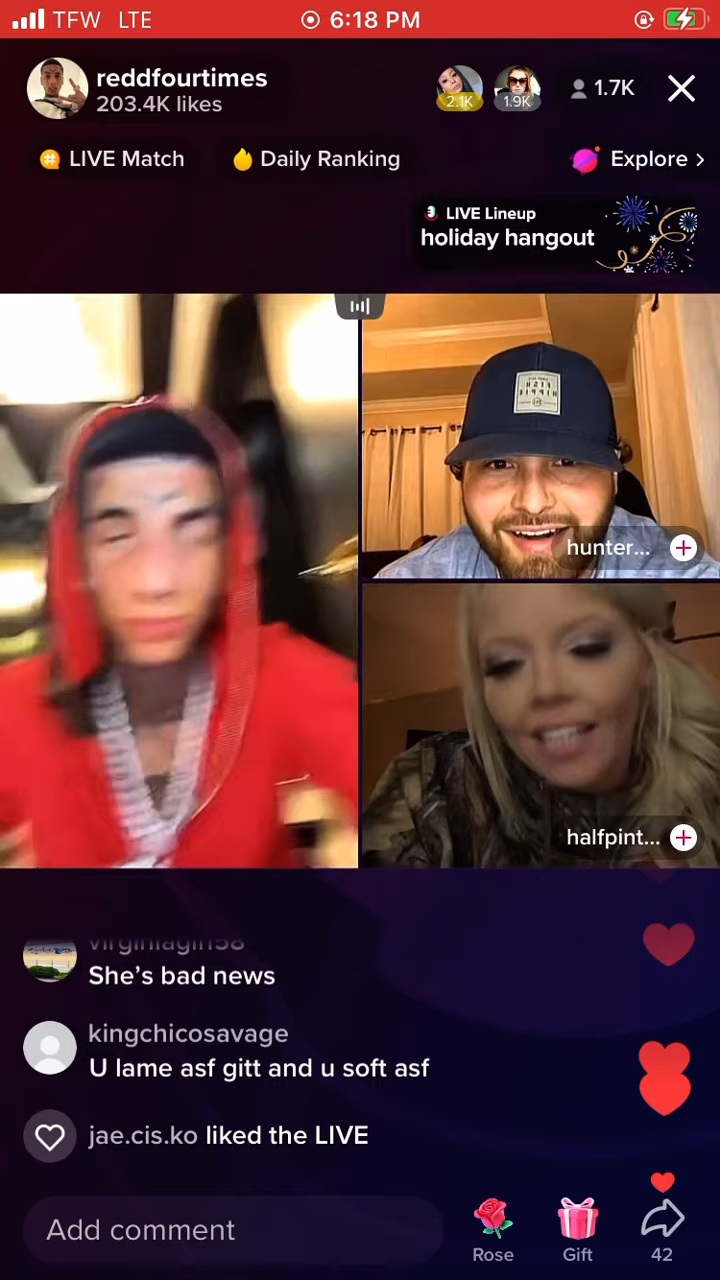 TFW LTE 6:18 PM
reddfourtimes
203.4K likes
2.1K
1.9K
1.7K
LIVE Match
Daily Ranking
Explore >
LIVE Lineup
holiday hangout
hunter...
halfpint...
virginiagirl58
She's bad news
kingchicosavage
U lame asf gitt and u soft asf
jae.cis.ko liked the LIVE
Add comment
Rose
Gift
42